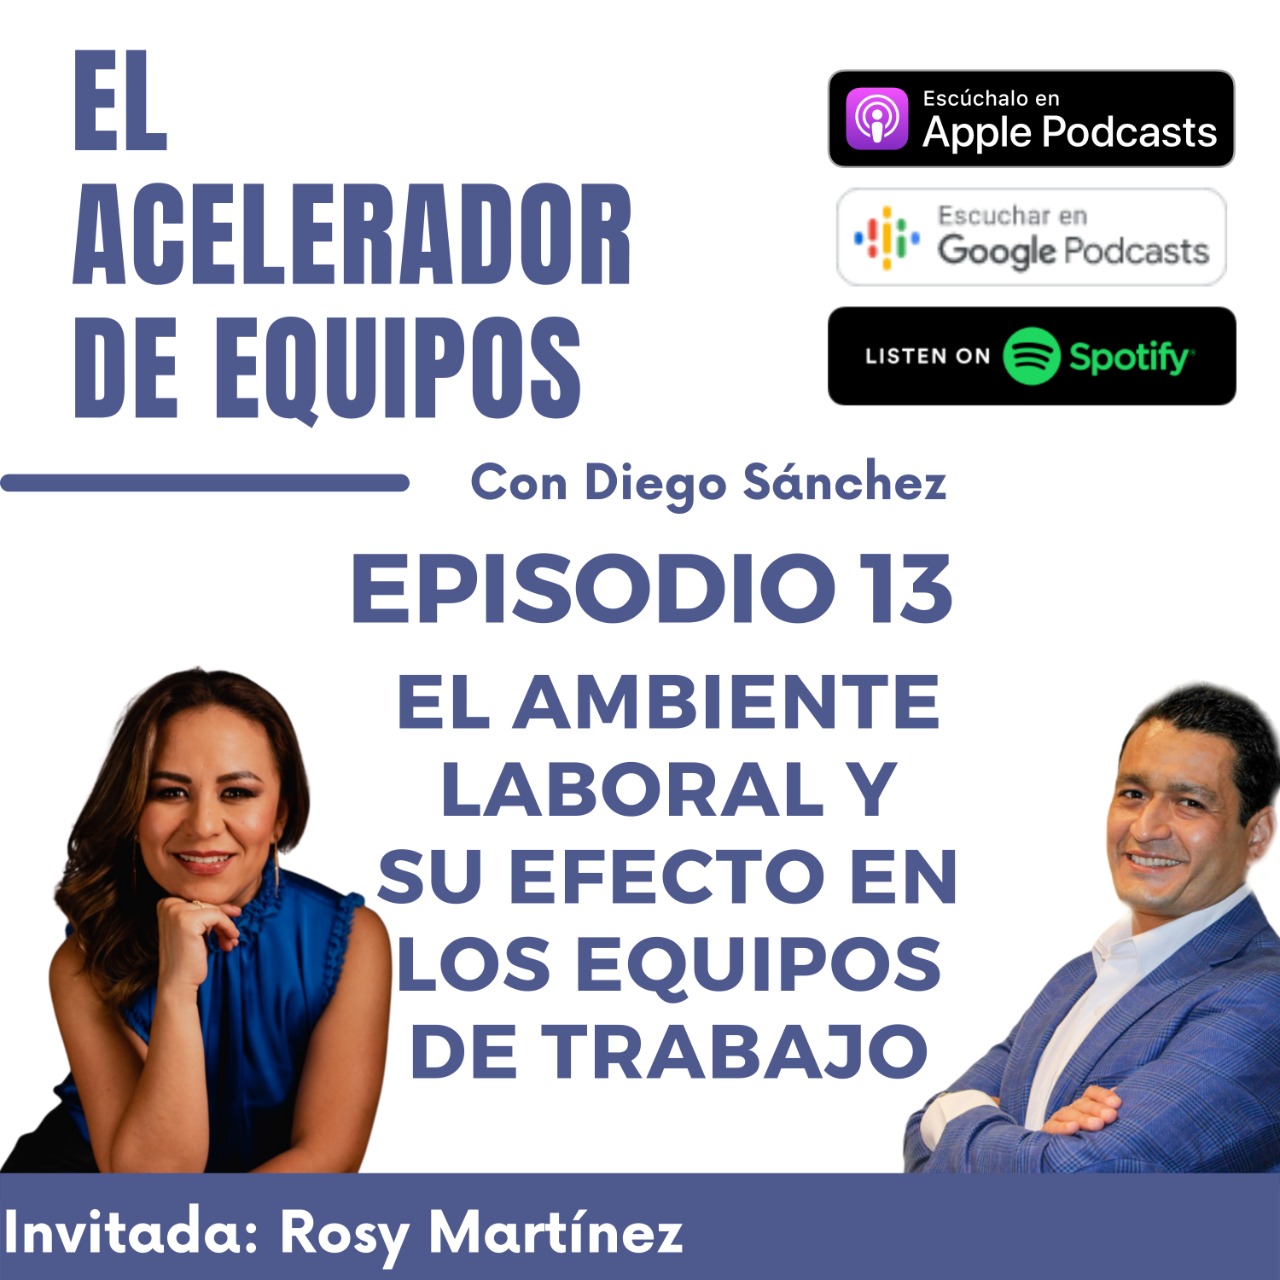 EL
ACELERADOR
DE EQUIPOS
Escúchalo en
Apple Podcasts
Escuchar en
Google Podcasts
LISTEN ON Spotify
Con Diego Sánchez
EPISODIO 13
EL AMBIENTE
LABORAL Y
SU EFECTO EN
LOS EQUIPOS
DE TRABAJO
Invitada: Rosy Martínez